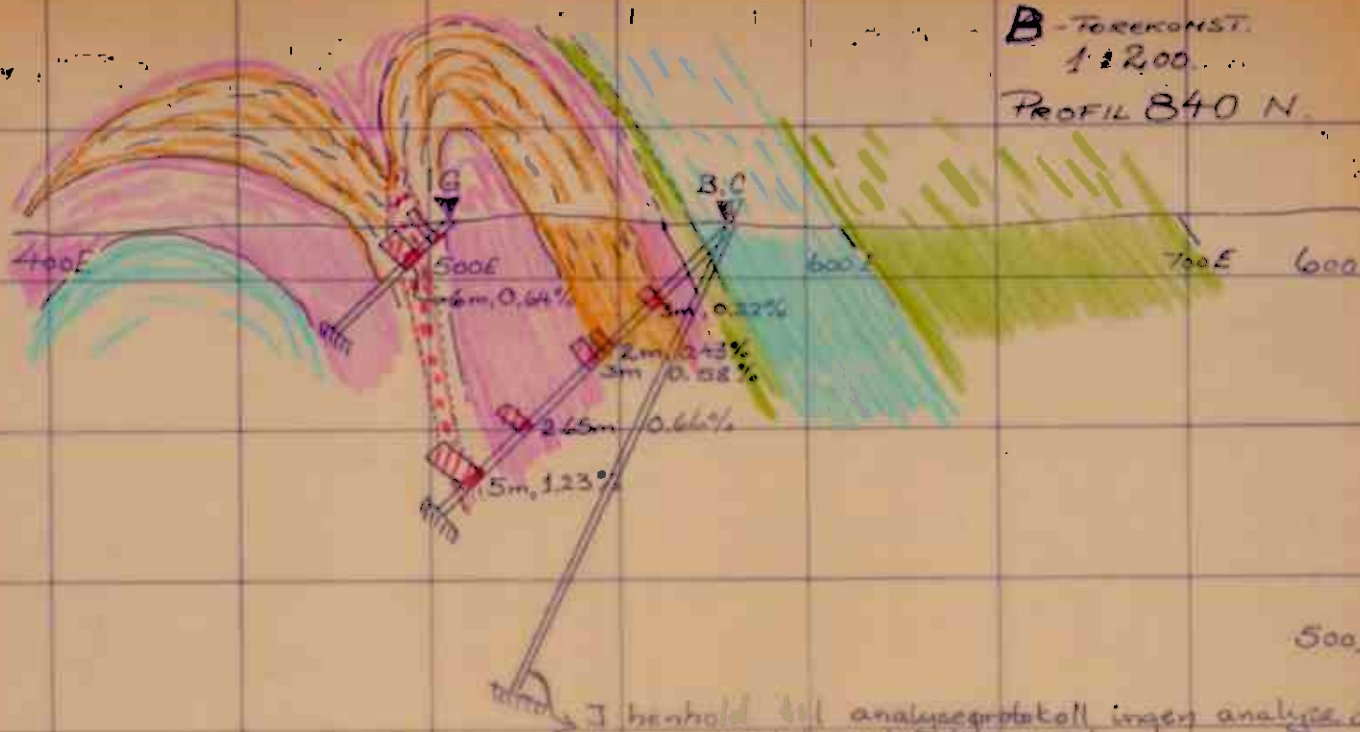 B - FOREKOMST.
1:200.
PROFIL 840 N.
C
B.C
400E
500E
600E
700E
600
6m, 0.64%
3m, 0.22%
2m, 0.43%
3m 0.58%
2.65m 0.66%
5m, 1.23%
500,
I henhold til analyseprotokoll ingen analyse